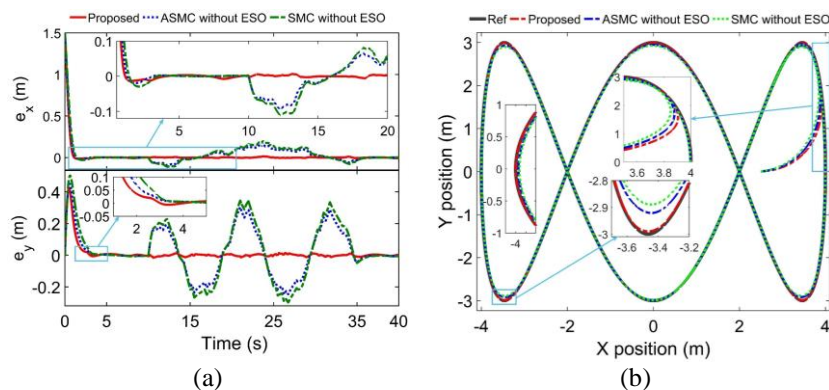 Proposed ASMC without ESO SMC without ESO
1.5
1
0.5
0
e_x (m)
0.1
0
-0.1
5 10 15 20
0.4
0.2
0
-0.2
e_y (m)
0.1
0.05
0
-0.05
2 4
0 5 10 15 20 25 30 35 40
Time (s)
(a)
Ref Proposed ASMC without ESO SMC without ESO
3
2
1
0
-1
-2
-3
Y position (m)
1
0.5
0
-0.5
-1
-4
3
2
1
0
3.6 3.8 4
-2.8
-2.9
-3
-3.6 -3.4 -3.2
-4 -2 0 2 4
X position (m)
(b)